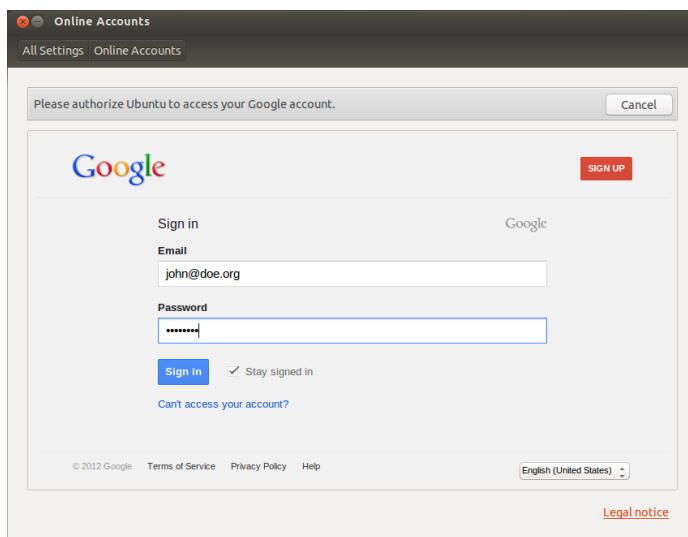 Online Accounts
All Settings Online Accounts
Please authorize Ubuntu to access your Google account.
Cancel
Google
SIGN UP
Sign in
Google
Email
john@doe.org
Password
••••••••
Sign in
Stay signed in
Can't access your account?
© 2012 Google Terms of Service Privacy Policy Help
English (United States)
Legal notice